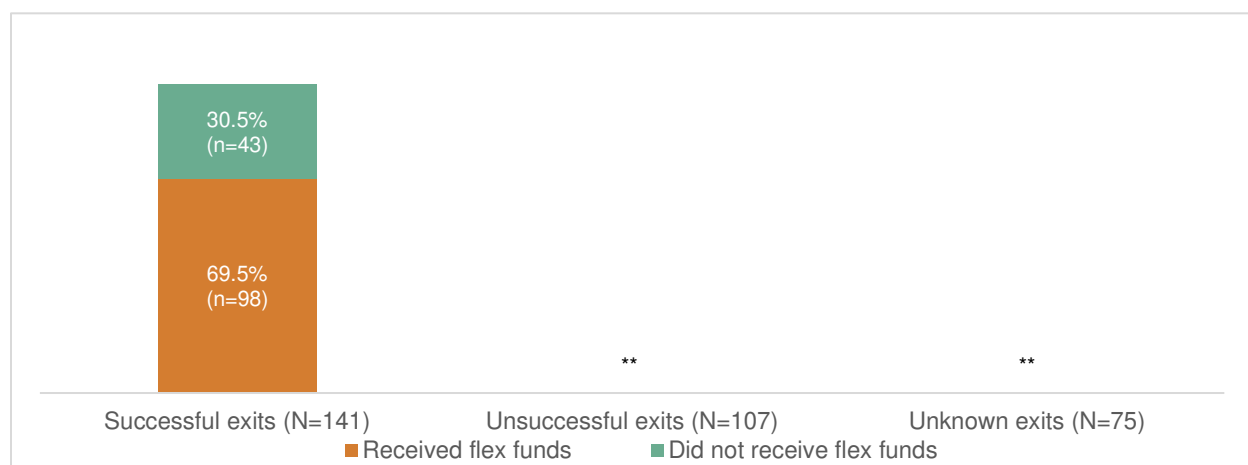 30.5%
(n=43)
69.5%
(n=98)
**
**
Successful exits (N=141)
Unsuccessful exits (N=107)
Unknown exits (N=75)
Received flex funds
Did not receive flex funds